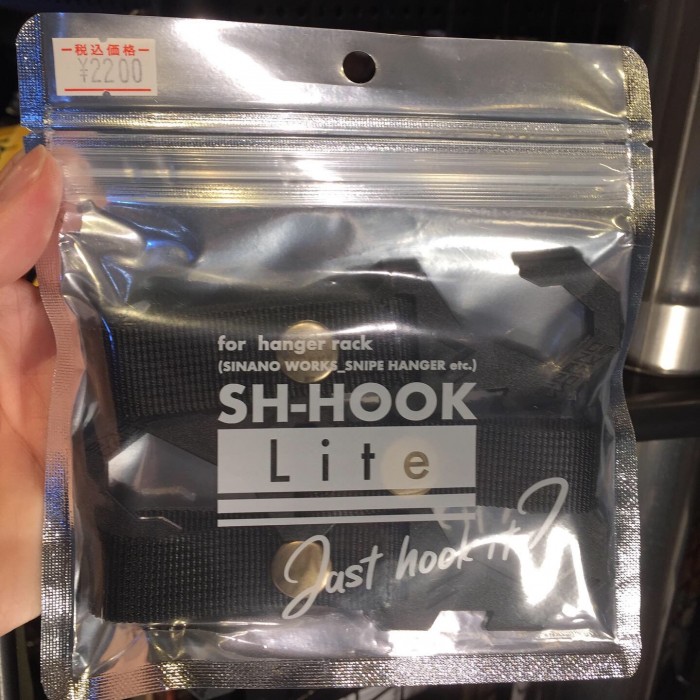 税込価格
¥2200
for hanger rack
(SINANO WORKS_SNIPE HANGER etc.)
SH-HOOK
Lite
Just hook it♪